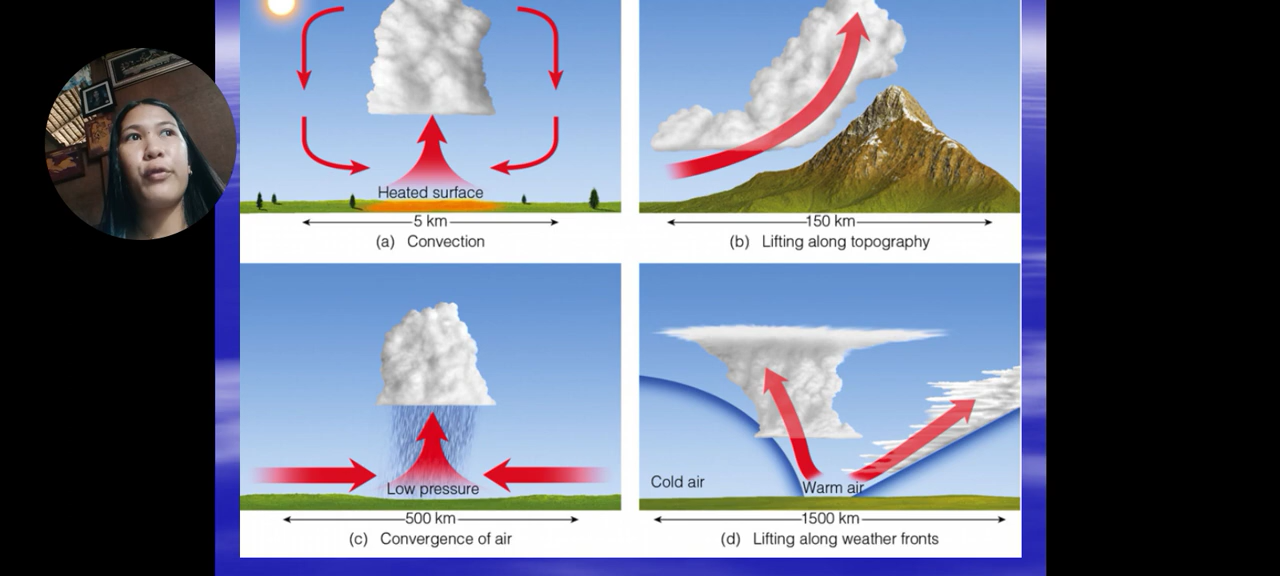 Heated surface
5 km
(a) Convection
150 km
(b) Lifting along topography
Low pressure
500 km
(c) Convergence of air
Cold air
Warm air
1500 km
(d) Lifting along weather fronts